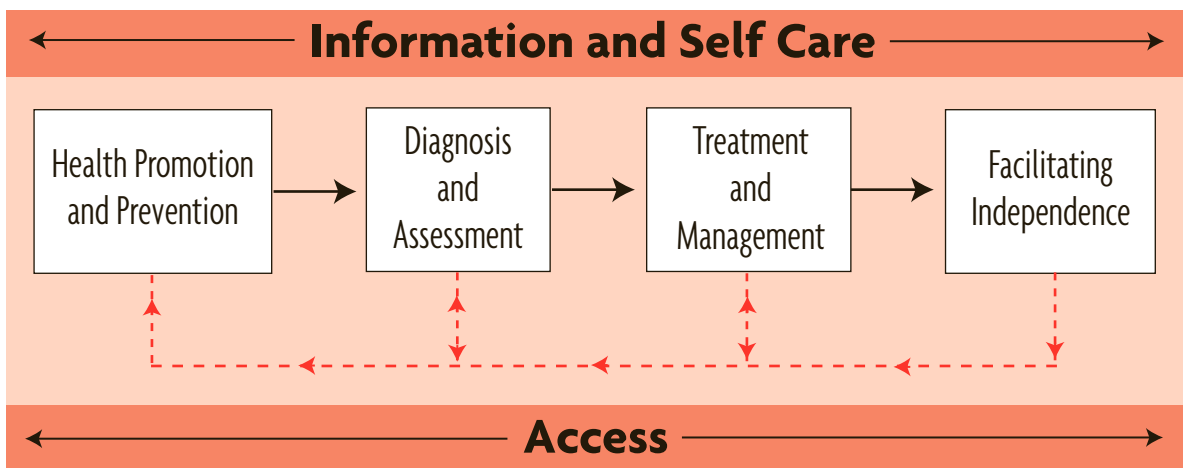 Information and Self Care
Health Promotion
and Prevention
Diagnosis
and
Assessment
Treatment
and
Management
Facilitating
Independence
Access